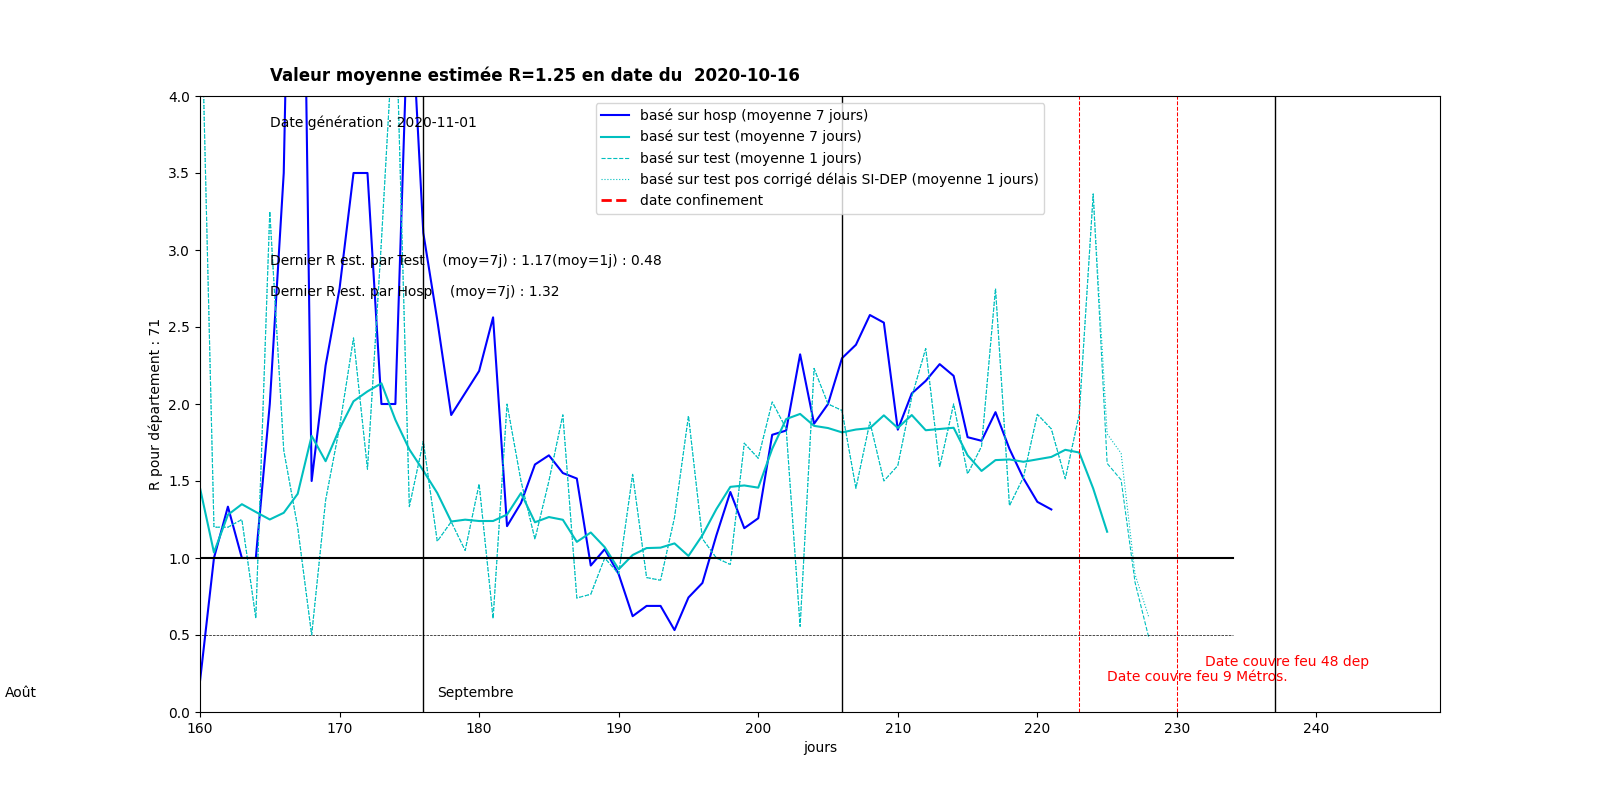 Valeur moyenne estimée R=1.25 en date du  2020-10-16
Date génération : 2020-11-01
basé sur hosp (moyenne 7 jours)
basé sur test (moyenne 7 jours)
basé sur test (moyenne 1 jours)
basé sur test pos corrigé délais SI-DEP (moyenne 1 jours)
date confinement
Dernier R est. par Test    (moy=7j) : 1.17(moy=1j) : 0.48
Dernier R est. par Hosp    (moy=7j) : 1.32
R pour département : 71
4.0
3.5
3.0
2.5
2.0
1.5
1.0
0.5
0.0
Date couvre feu 48 dep
Date couvre feu 9 Métros.
Août
Septembre
160 170 180 190 200 210 220 230 240
jours